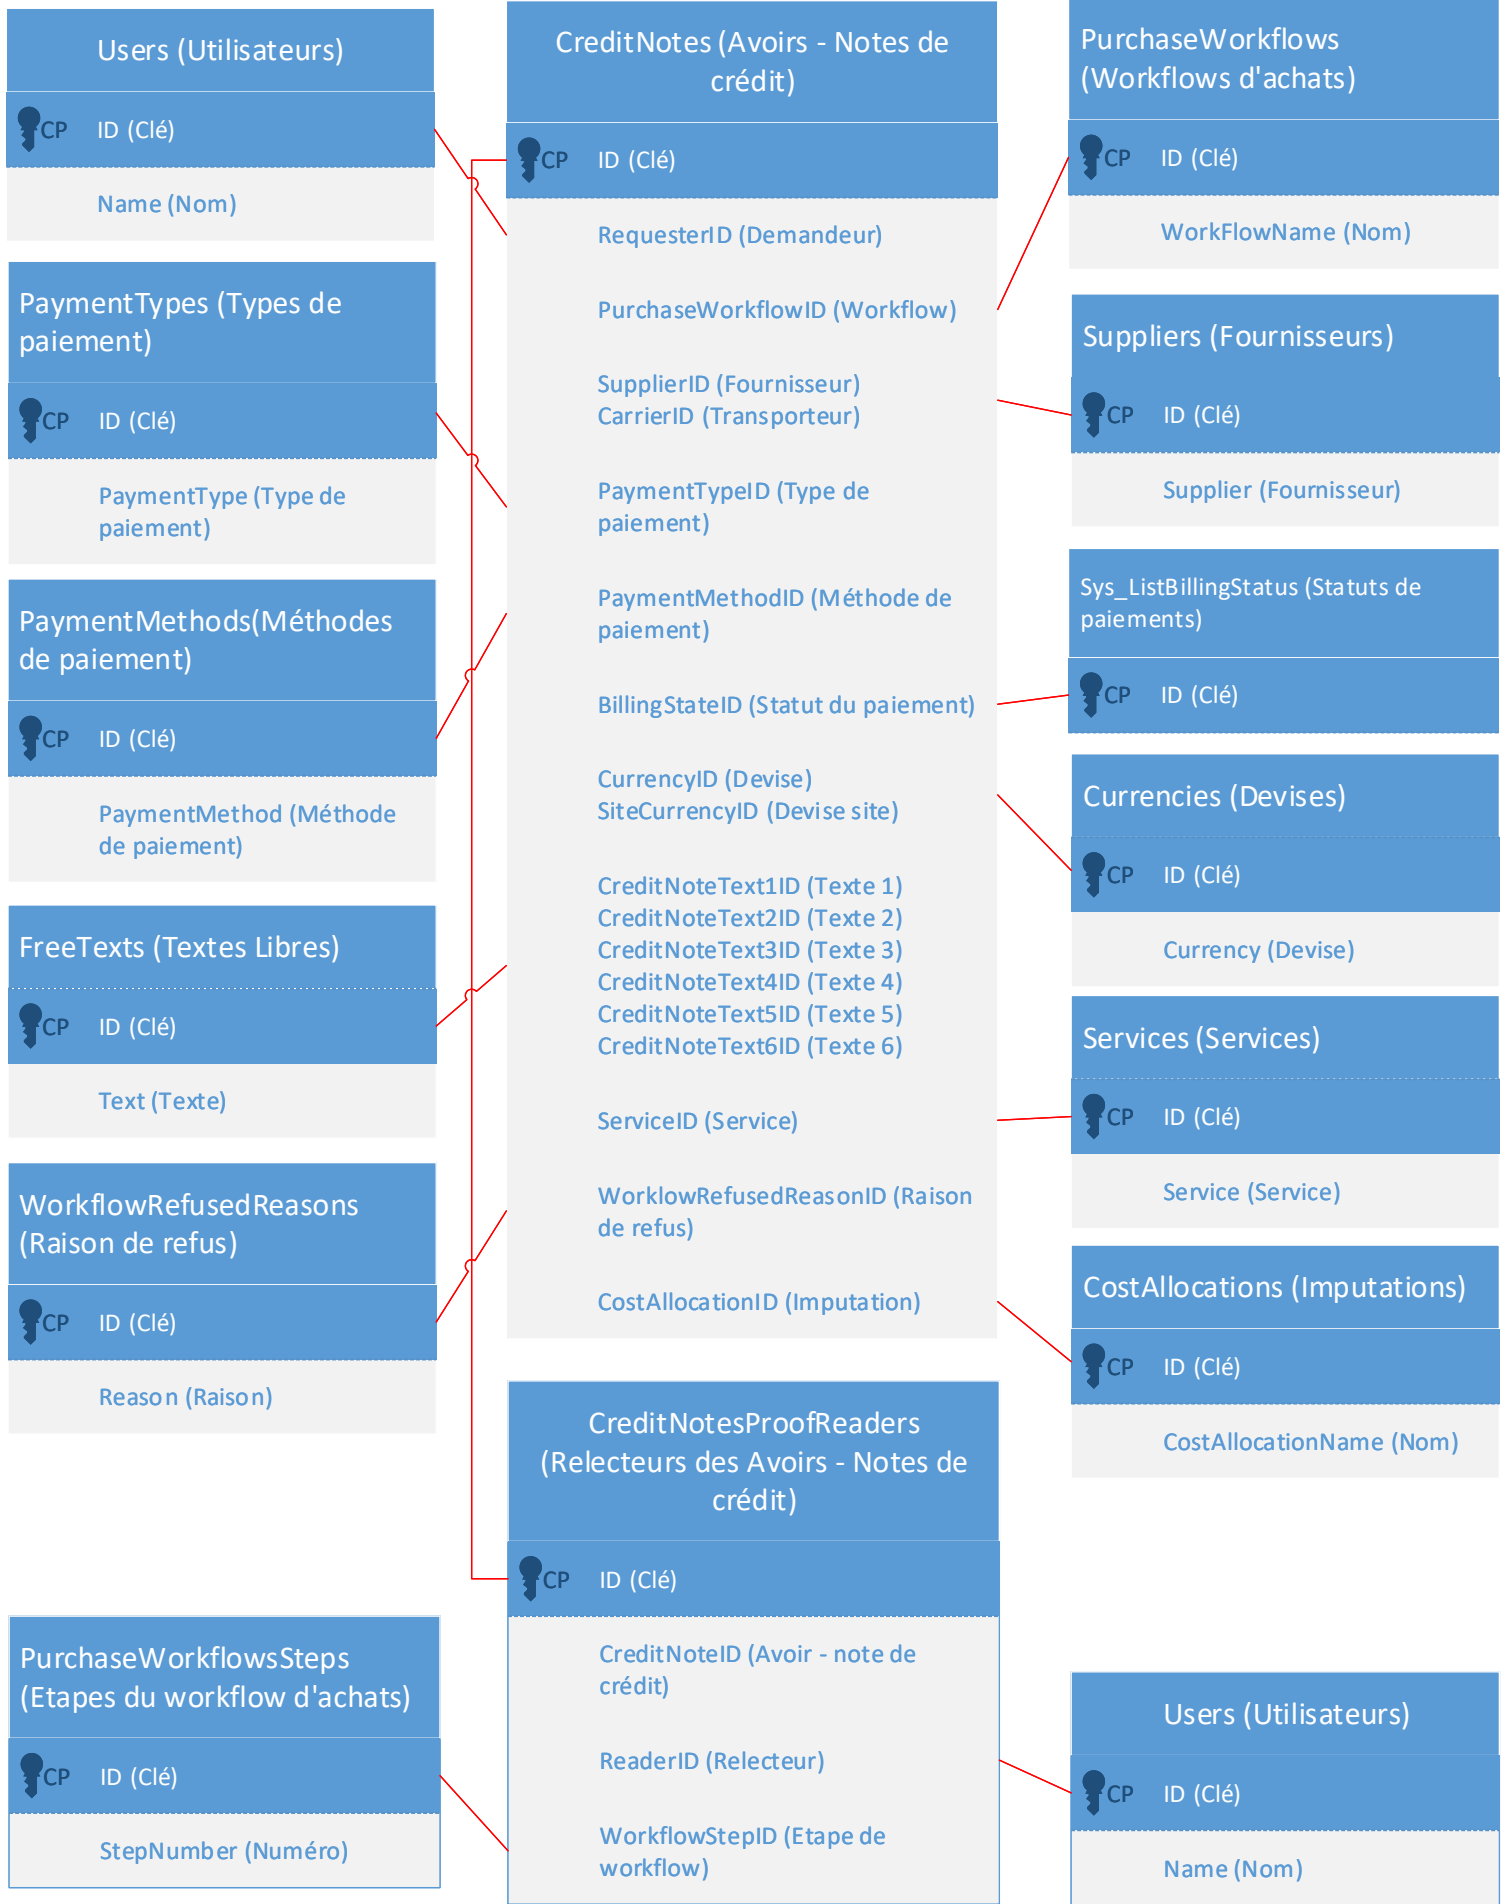 Users (Utilisateurs)
CP ID (Clé)
Name (Nom)
PaymentTypes (Types de
paiement)
CP ID (Clé)
PaymentType (Type de
paiement)
PaymentMethods(Méthodes
de paiement)
CP ID (Clé)
PaymentMethod (Méthode
de paiement)
FreeTexts (Textes Libres)
CP ID (Clé)
Text (Texte)
WorkflowRefusedReasons
(Raison de refus)
CP ID (Clé)
Reason (Raison)
PurchaseWorkflowsSteps
(Etapes du workflow d'achats)
CP ID (Clé)
StepNumber (Numéro)
CreditNotes (Avoirs - Notes de
crédit)
CP ID (Clé)
RequesterID (Demandeur)
PurchaseWorkflowID (Workflow)
SupplierID (Fournisseur)
CarrierID (Transporteur)
PaymentTypeID (Type de
paiement)
PaymentMethodID (Méthode de
paiement)
BillingStateID (Statut du paiement)
CurrencyID (Devise)
SiteCurrencyID (Devise site)
CreditNoteText1ID (Texte 1)
CreditNoteText2ID (Texte 2)
CreditNoteText3ID (Texte 3)
CreditNoteText4ID (Texte 4)
CreditNoteText5ID (Texte 5)
CreditNoteText6ID (Texte 6)
ServiceID (Service)
WorklowRefusedReasonID (Raison
de refus)
CostAllocationID (Imputation)
CreditNotesProofReaders
(Relecteurs des Avoirs - Notes de
crédit)
CP ID (Clé)
CreditNoteID (Avoir - note de
crédit)
ReaderID (Relecteur)
WorkflowStepID (Etape de
workflow)
PurchaseWorkflows
(Workflows d'achats)
CP ID (Clé)
WorkFlowName (Nom)
Suppliers (Fournisseurs)
CP ID (Clé)
Supplier (Fournisseur)
Sys_ListBillingStatus (Statuts de
paiements)
CP ID (Clé)
Currencies (Devises)
CP ID (Clé)
Currency (Devise)
Services (Services)
CP ID (Clé)
Service (Service)
CostAllocations (Imputations)
CP ID (Clé)
CostAllocationName (Nom)
Users (Utilisateurs)
CP ID (Clé)
Name (Nom)